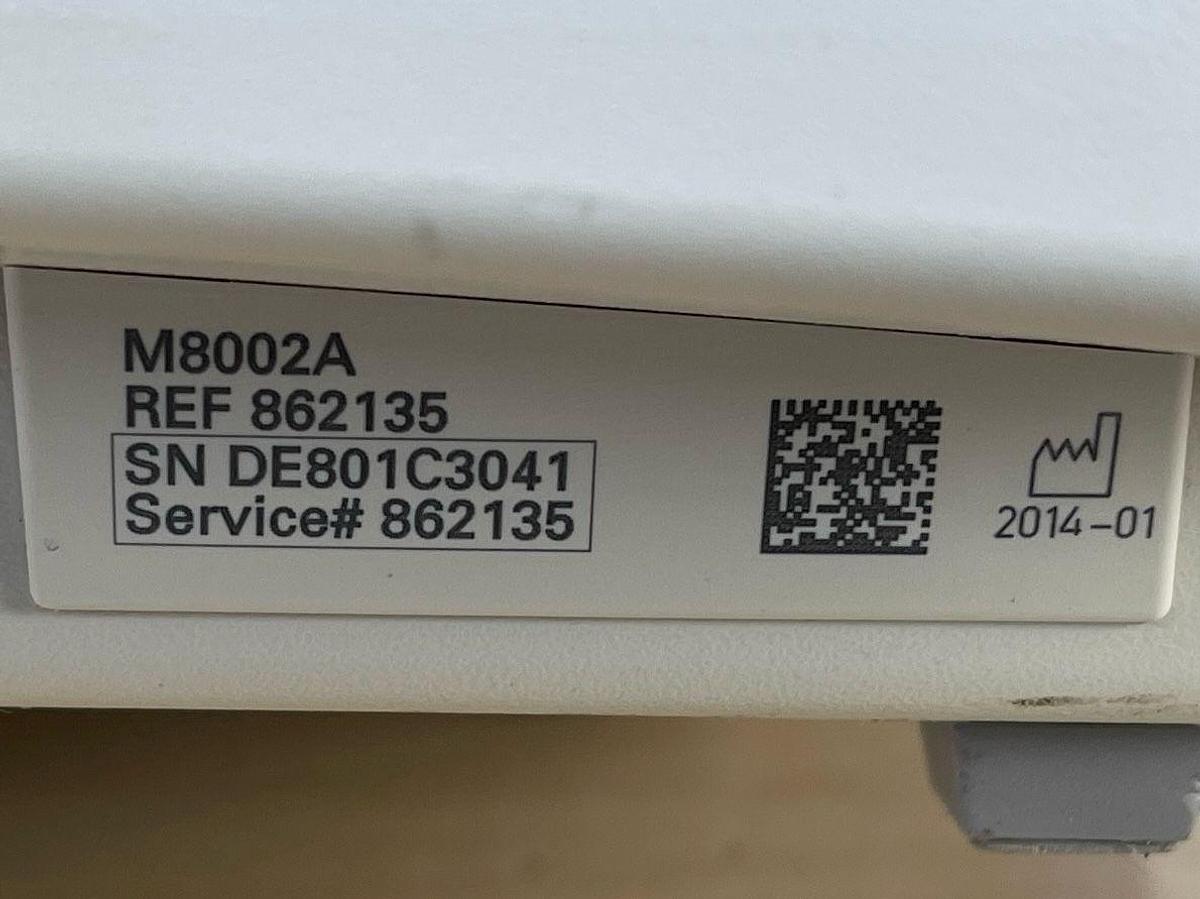 M8002A
REF 862135
SN DE801C3041
Service# 862135
2014-01